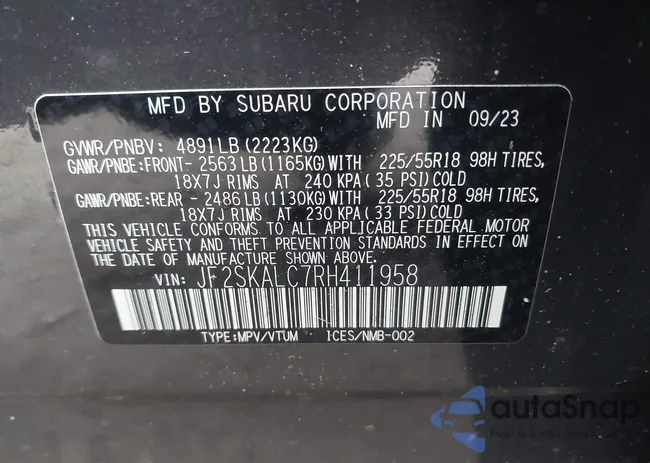 MFD BY SUBARU CORPORATION
MFD IN 09/23
GVWR/PNBV: 4891LB (2223KG)
GAWR/PNBE:FRONT- 2563LB(1165KG)WITH 225/55R18 98H TIRES,
18X7J RIMS AT 240 KPA(35 PSI)COLD
GAWR/PNBE:REAR - 2486LB(1130KG)WITH 225/55R18 98H TIRES,
18X7J RIMS AT 230 KPA(33 PSI)COLD
THIS VEHICLE CONFORMS TO ALL APPLICABLE FEDERAL MOTOR
VEHICLE SAFETY AND THEFT PREVENTION STANDARDS IN EFFECT ON
THE DATE OF MANUFACTURE SHOWN ABOVE.
VIN: JF2SKALC7RH411958
TYPE:MPV/VTUM ICES/NMB-002
autoSnap